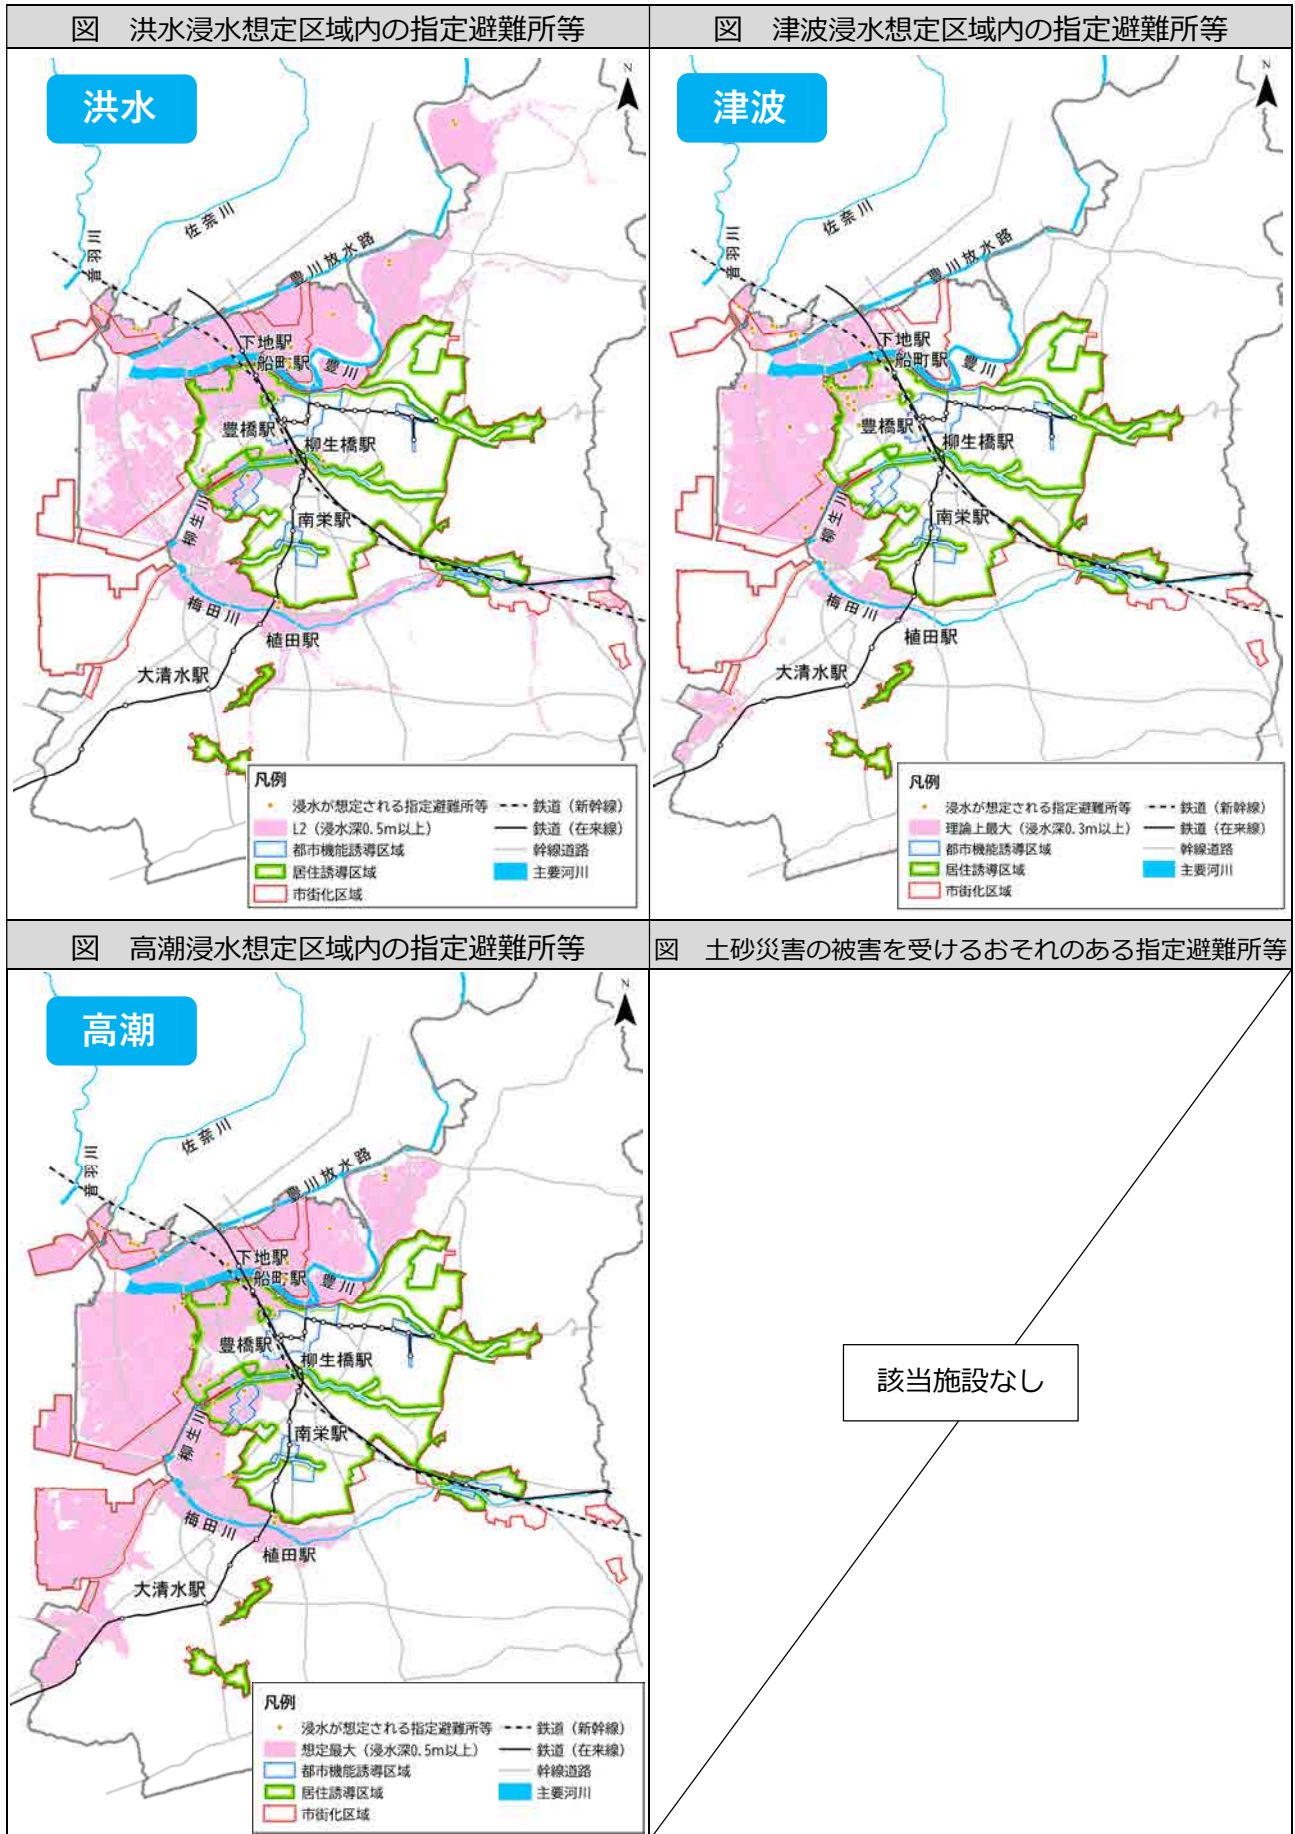 図　洪水浸水想定区域内の指定避難所等
図　津波浸水想定区域内の指定避難所等
洪水
N
佐奈川
音羽川
豊川放水路
下地駅
船町駅
豊川
豊橋駅
柳生橋駅
南栄駅
柳生川
梅田川
植田駅
大清水駅
凡例
浸水が想定される指定避難所等
鉄道（新幹線）
L2（浸水深0.5m以上）
鉄道（在来線）
都市機能誘導区域
幹線道路
居住誘導区域
主要河川
市街化区域
津波
N
佐奈川
音羽川
豊川放水路
下地駅
船町駅
豊川
豊橋駅
柳生橋駅
南栄駅
柳生川
梅田川
植田駅
大清水駅
凡例
浸水が想定される指定避難所等
鉄道（新幹線）
理論上最大（浸水深0.3m以上）
鉄道（在来線）
都市機能誘導区域
幹線道路
居住誘導区域
主要河川
市街化区域
図　高潮浸水想定区域内の指定避難所等
図　土砂災害の被害を受けるおそれのある指定避難所等
高潮
N
佐奈川
音羽川
豊川放水路
下地駅
船町駅
豊川
豊橋駅
柳生橋駅
南栄駅
柳生川
梅田川
植田駅
大清水駅
凡例
浸水が想定される指定避難所等
鉄道（新幹線）
想定最大（浸水深0.5m以上）
鉄道（在来線）
都市機能誘導区域
幹線道路
居住誘導区域
主要河川
市街化区域
該当施設なし